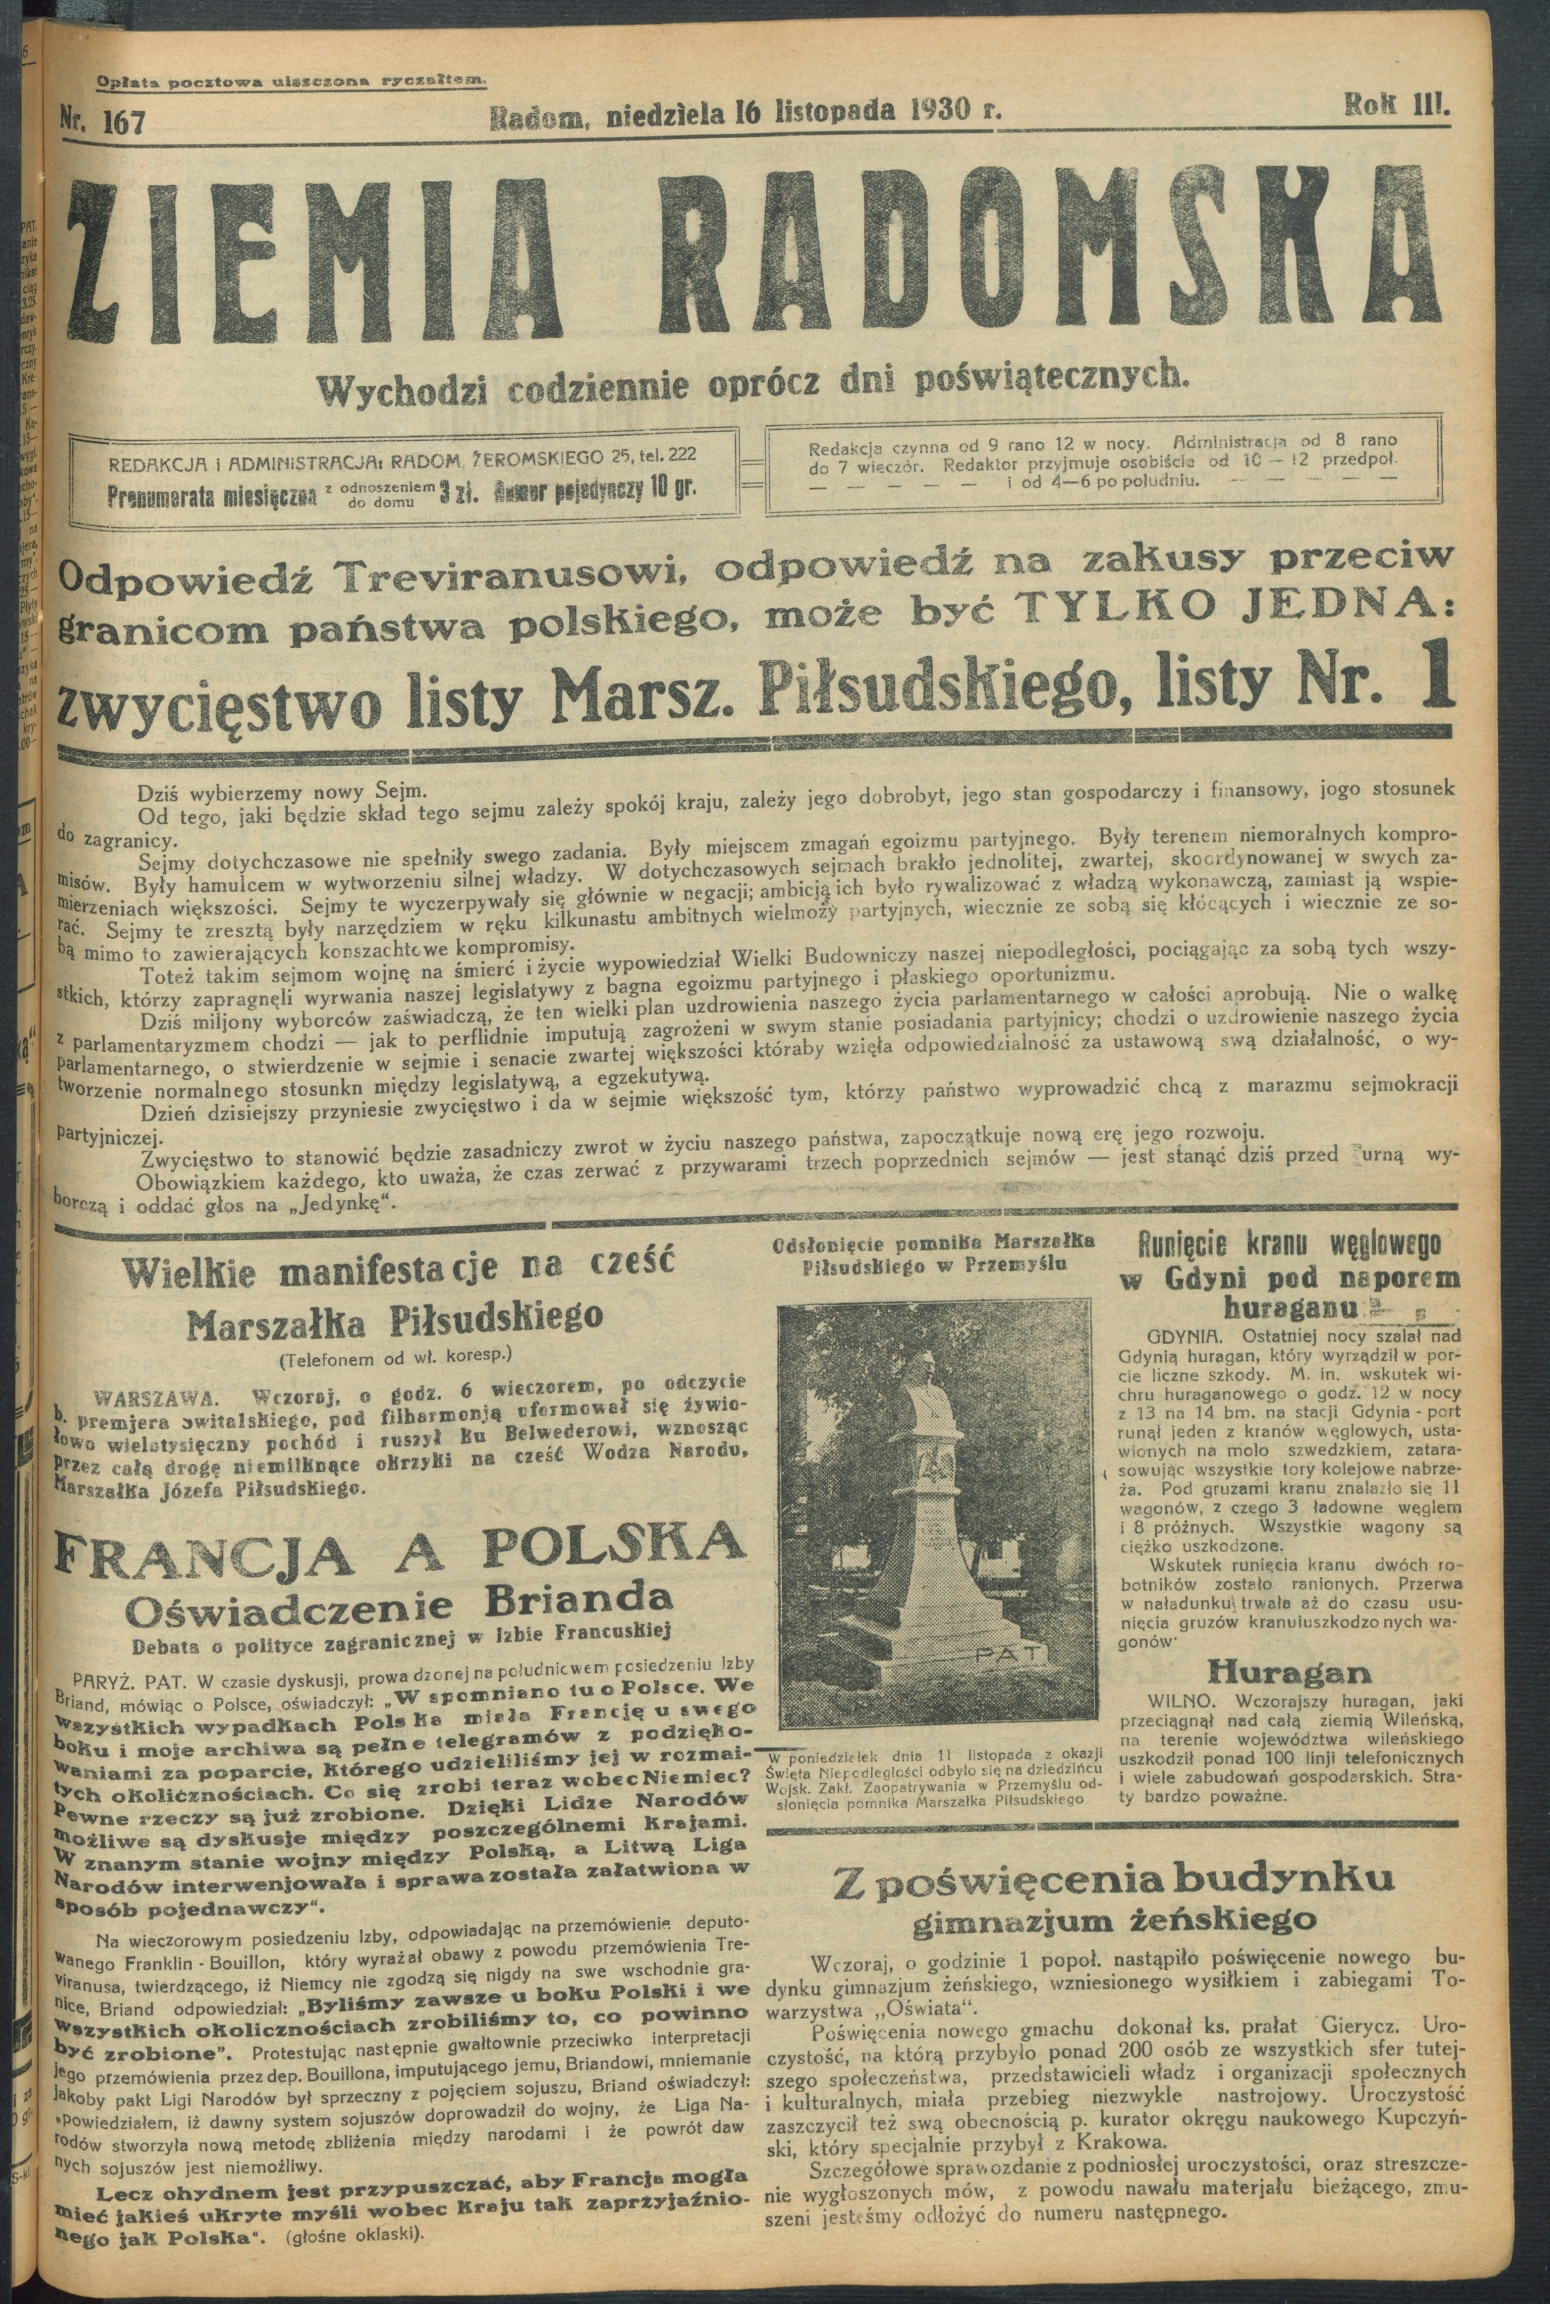 Opłata pocztowa uiszczona ryczałtem.
Nr. 167
Radom, niedziela 16 listopada 1930 r.
Rok III.
ZIEMIA RADOMSKA
Wychodzi codziennie oprócz dni poświątecznych.
REDAKCJA i ADMINISTRACJA: RADOM, ŻEROMSKIEGO 25, tel. 222
Prenumerata miesięczna z odnoszeniem do domu 3 zł. Numer pojedynczy 10 gr.
Redakcja czynna od 9 rano 12 w nocy. Administracja od 8 rano
do 7 wieczór. Redaktor przyjmuje osobiście od 10 — 12 przedpoł.
— — — — — i od 4—6 po południu. — — — — —
Odpowiedź Treviranusowi, odpowiedź na zakusy przeciw
granicom państwa polskiego, może być TYLKO JEDNA:
zwycięstwo listy Marsz. Piłsudskiego, listy Nr. 1
Dziś wybierzemy nowy Sejm.
Od tego, jaki będzie skład tego sejmu zależy spokój kraju, zależy jego dobrobyt, jego stan gospodarczy i finansowy, jogo stosunek
do zagranicy.
Sejmy dotychczasowe nie spełniły swego zadania. Były miejscem zmagań egoizmu partyjnego. Były terenem niemoralnych kompro-
misów. Były hamulcem w wytworzeniu silnej władzy. W dotychczasowych sejmach brakło jednolitej, zwartej, skoordynowanej w swych za-
mierzeniach większości. Sejmy te wyczerpywały się głównie w negacji; ambicją ich było rywalizować z władzą wykonawczą, zamiast ją wspie-
rać. Sejmy te zresztą były narzędziem w ręku kilkunastu ambitnych wielmoży partyjnych, wiecznie ze sobą się kłócących i wiecznie ze so-
bą mimo to zawierających konszachtowe kompromisy.
Toteż takim sejmom wojnę na śmierć i życie wypowiedział Wielki Budowniczy naszej niepodległości, pociągając za sobą tych wszy-
stkich, którzy zapragnęli wyrwania naszej legislatywy z bagna egoizmu partyjnego i płaskiego oportunizmu.
Dziś miljony wyborców zaświadczą, że ten wielki plan uzdrowienia naszego życia parlamentarnego w całości aprobują. Nie o walkę
z parlamentaryzmem chodzi — jak to perflidnie imputują zagrożeni w swym stanie posiadania partyjnicy; chodzi o uzdrowienie naszego życia
parlamentarnego, o stwierdzenie w sejmie i senacie zwartej większości któraby wzięła odpowiedzialność za ustawową swą działalność, o wy-
tworzenie normalnego stosunkn między legislatywą, a egzekutywą.
Dzień dzisiejszy przyniesie zwycięstwo i da w sejmie większość tym, którzy państwo wyprowadzić chcą z marazmu sejmokracji
partyjniczej.
Zwycięstwo to stanowić będzie zasadniczy zwrot w życiu naszego państwa, zapoczątkuje nową erę jego rozwoju.
Obowiązkiem każdego, kto uważa, że czas zerwać z przywarami trzech poprzednich sejmów — jest stanąć dziś przed urną wy-
borczą i oddać głos na „Jedynkę“.
Wielkie manifestacje na cześć
Marszałka Piłsudskiego
(Telefonem od wł. koresp.)
WARSZAWA. Wczoraj, o godz. 6 wieczorem, po odczycie
b. premjera Switalskiego, pod filharmonją uformował się żywio-
łowo wielotysięczny pochód i ruszył ku Belwederowi, wznosząc
przez całą drogę niemilknące okrzyki na cześć Wodza Narodu,
Marszałka Józefa Piłsudskiego.
FRANCJA A POLSKA
Oświadczenie Brianda
Debata o polityce zagranicznej w Izbie Francuskiej
PARYŻ. PAT. W czasie dyskusji, prowadzonej na południowem posiedzeniu Izby
Briand, mówiąc o Polsce, oświadczył: „Wspomniano tu o Polsce. We
wszystkich wypadkach Polska miała Francję u swego
boku i moje archiwa są pełne telegramów z podzięko-
waniami za poparcie, którego udzieliliśmy jej w rozmai-
tych okolicznościach. Co się zrobi teraz wobec Niemiec?
Pewne rzeczy są już zrobione. Dzięki Lidze Narodów
możliwe są dyskusje między poszczególnemi krajami.
W znanym stanie wojny między Polską, a Litwą Liga
Narodów interwenjowała i sprawa została załatwiona w
sposób pojednawczy“.
Na wieczorowym posiedzeniu Izby, odpowiadając na przemówienie deputo-
wanego Franklin - Bouillon, który wyrażał obawy z powodu przemówienia Tre-
viranusa, twierdzącego, iż Niemcy nie zgodzą się nigdy na swe wschodnie gra-
nice, Briand odpowiedział: „Byliśmy zawsze u boku Polski i we
wszystkich okolicznościach zrobiliśmy to, co powinno
być zrobione”. Protestując następnie gwałtownie przeciwko interpretacji
jego przemówienia przez dep. Bouillona, imputującego jemu, Briandowi, mniemanie
jakoby pakt Ligi Narodów był sprzeczny z pojęciem sojuszu, Briand oświadczył:
„Powiedziałem, iż dawny system sojuszów doprowadził do wojny, że Liga Na-
rodów stworzyła nową metodę zbliżenia między narodami i że powrót daw
nych sojuszów jest niemożliwy.
Lecz ohydnem jest przypuszczać, aby Francja mogła
mieć jakieś ukryte myśli wobec kraju tak zaprzyjaźnio-
nego jak Polska“. (głośne oklaski).
Odsłonięcie pomnika Marszałka
Piłsudskiego w Przemyślu
PAT
W poniedziałek dnia 11 listopada z okazji
Święta Niepodległości odbyło się na dziedzińcu
Wojsk. Zakł. Zaopatrywania w Przemyślu od-
słonięcia pomnika Marszałka Piłsudskiego
Runięcie kranu węglowego
w Gdyni pod naporem
huraganu
GDYNIA. Ostatniej nocy szalał nad
Gdynią huragan, który wyrządził w por-
cie liczne szkody. M. in. wskutek wi-
chru huraganowego o godz. 12 w nocy
z 13 na 14 bm. na stacji Gdynia - port
runął jeden z kranów węglowych, usta-
wionych na molo szwedzkiem, zatara-
sowując wszystkie tory kolejowe nabrze-
ża. Pod gruzami kranu znalazło się 11
wagonów, z czego 3 ładowne węglem
i 8 próżnych. Wszystkie wagony są
ciężko uszkodzone.
Wskutek runięcia kranu dwóch ro-
botników zostało ranionych. Przerwa
w naładunku trwała aż do czasu usu-
nięcia gruzów kranuiuszkodzonych wa-
gonów.
Huragan
WILNO. Wczorajszy huragan, jaki
przeciągnął nad całą ziemią Wileńską,
na terenie województwa wileńskiego
uszkodził ponad 100 linji telefonicznych
i wiele zabudowań gospodarskich. Stra-
ty bardzo poważne.
Z poświęcenia budynku
gimnazjum żeńskiego
Wczoraj, o godzinie 1 popoł. nastąpiło poświęcenie nowego bu-
dynku gimnazjum żeńskiego, wzniesionego wysiłkiem i zabiegami To-
warzystwa „Oświata“.
Poświęcenia nowego gmachu dokonał ks. prałat Gierycz. Uro-
czystość, na którą przybyło ponad 200 osób ze wszystkich sfer tutej-
szego społeczeństwa, przedstawicieli władz i organizacji społecznych
i kulturalnych, miała przebieg niezwykle nastrojowy. Uroczystość
zaszczycił też swą obecnością p. kurator okręgu naukowego Kupczyń-
ski, który specjalnie przybył z Krakowa.
Szczegółowe sprawozdanie z podniosłej uroczystości, oraz streszcze-
nie wygłoszonych mów, z powodu nawału materjału bieżącego, zmu-
szeni jesteśmy odłożyć do numeru następnego.